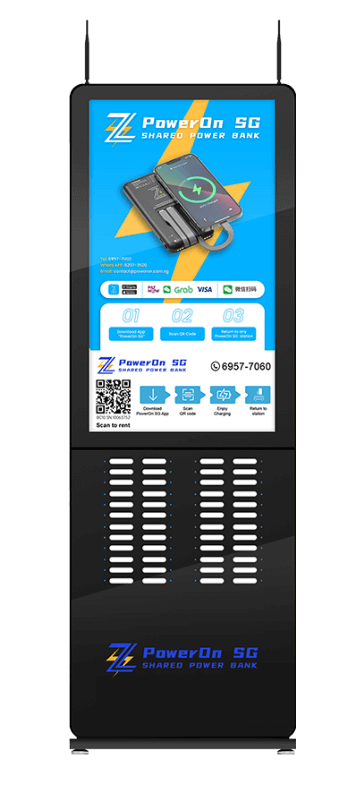 PowerOn SG
SHARED POWER BANK
Tel: 6957-7060
Email: contact@poweron.com.sg
PAY NOW
Grab
VISA
微信扫码
01
02
03
Download App "PowerOn SG"
Scan QR Code
Return to any PowerOn SG station
PowerOn SG
SHARED POWER BANK
6957-7060
Scan to rent
Download PowerOn SG App
Scan QR code
Enjoy Charging
Return to station
PowerOn SG
SHARED POWER BANK